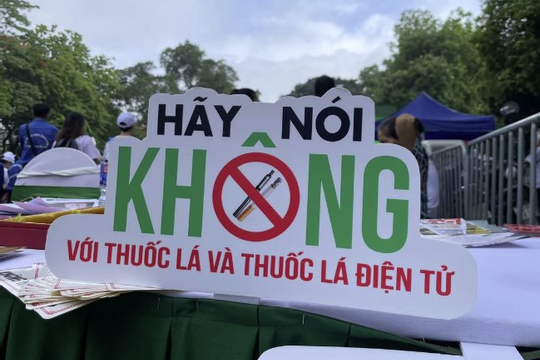 HÃY NÓI
KHÔNG
VỚI THUỐC LÁ VÀ THUỐC LÁ ĐIỆN TỬ